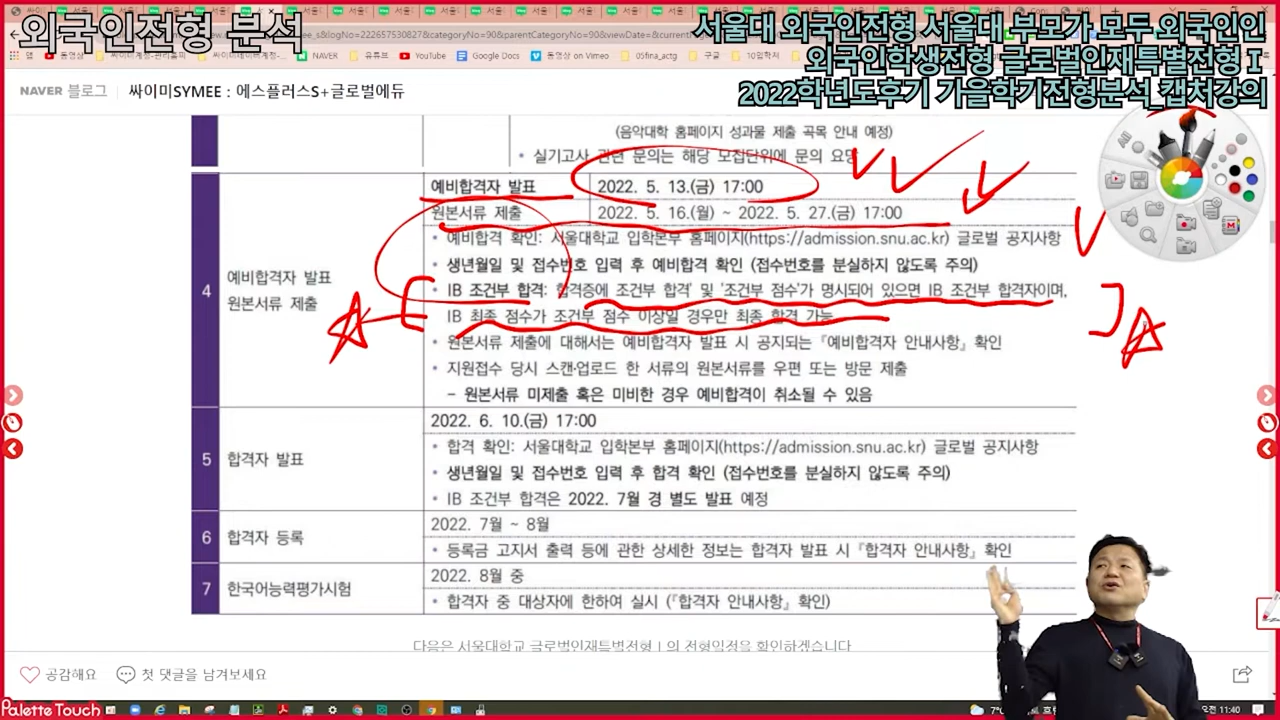 외국인전형 분석
서울대 외국인전형 서울대 부모가 모두 외국인인
외국인학생전형 글로벌인재특별전형 I
2022학년도후기 가을학기전형분석_캡처강의
s&logNo=222657530827&categoryNo=90&parentCategoryNo=90&viewDate=&current
NAVER
YouTube
Google Docs
동영상 on Vimeo
05fina_actg
구글
10입학처
NAVER 블로그
싸이미SYMEE : 에스플러스S+글로벌에듀
(음악대학 홈페이지 성과물 제출 곡목 안내 예정)
• 실기고사 관련 문의는 해당 모집단위에 문의 요망
4
예비합격자 발표
원본서류 제출
예비합격자 발표 2022. 5. 13.(금) 17:00
원본서류 제출 2022. 5. 16.(월) ~ 2022. 5. 27.(금) 17:00
• 예비합격 확인: 서울대학교 입학본부 홈페이지(https://admission.snu.ac.kr) 글로벌 공지사항
• 생년월일 및 접수번호 입력 후 예비합격 확인 (접수번호를 분실하지 않도록 주의)
• IB 조건부 합격: 합격증에 조건부 합격' 및 '조건부 점수'가 명시되어 있으면 IB 조건부 합격자이며,
IB 최종 점수가 조건부 점수 이상일 경우만 최종 합격 가능
• 원본서류 제출에 대해서는 예비합격자 발표 시 공지되는 『예비합격자 안내사항』 확인
• 지원접수 당시 스캔·업로드 한 서류의 원본서류를 우편 또는 방문 제출
– 원본서류 미제출 혹은 미비한 경우 예비합격이 취소될 수 있음
5
합격자 발표
2022. 6. 10.(금) 17:00
• 합격 확인: 서울대학교 입학본부 홈페이지(https://admission.snu.ac.kr) 글로벌 공지사항
• 생년월일 및 접수번호 입력 후 합격 확인 (접수번호를 분실하지 않도록 주의)
• IB 조건부 합격은 2022. 7월 경 별도 발표 예정
6
합격자 등록
2022. 7월 ~ 8월
• 등록금 고지서 출력 등에 관한 상세한 정보는 합격자 발표 시 『합격자 안내사항』 확인
7
한국어능력평가시험
2022. 8월 중
• 합격자 중 대상자에 한하여 실시 (『합격자 안내사항』 확인)
다음은 서울대학교 글로벌인재특별전형 I 의 전형일정을 확인하겠습니다
공감해요
첫 댓글을 남겨보세요
Palette Touch
오전 11:40